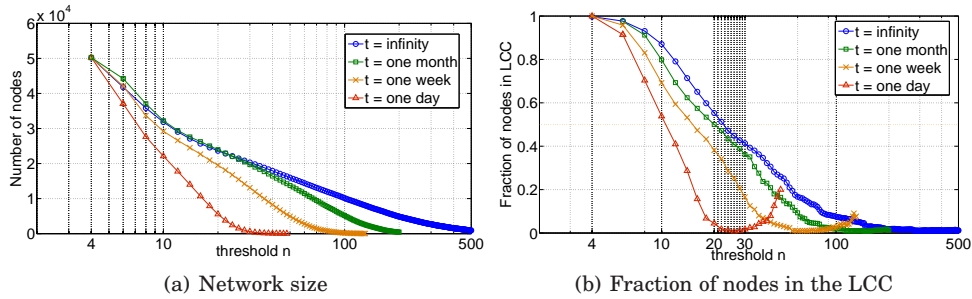 6 x 10⁴
5
4
3
2
1
0
Number of nodes
4 10 100 500
threshold n
t = infinity
t = one month
t = one week
t = one day
(a) Network size
1
0.8
0.6
0.4
0.2
0
Fraction of nodes in LCC
4 10 20 30 100 500
threshold n
t = infinity
t = one month
t = one week
t = one day
(b) Fraction of nodes in the LCC